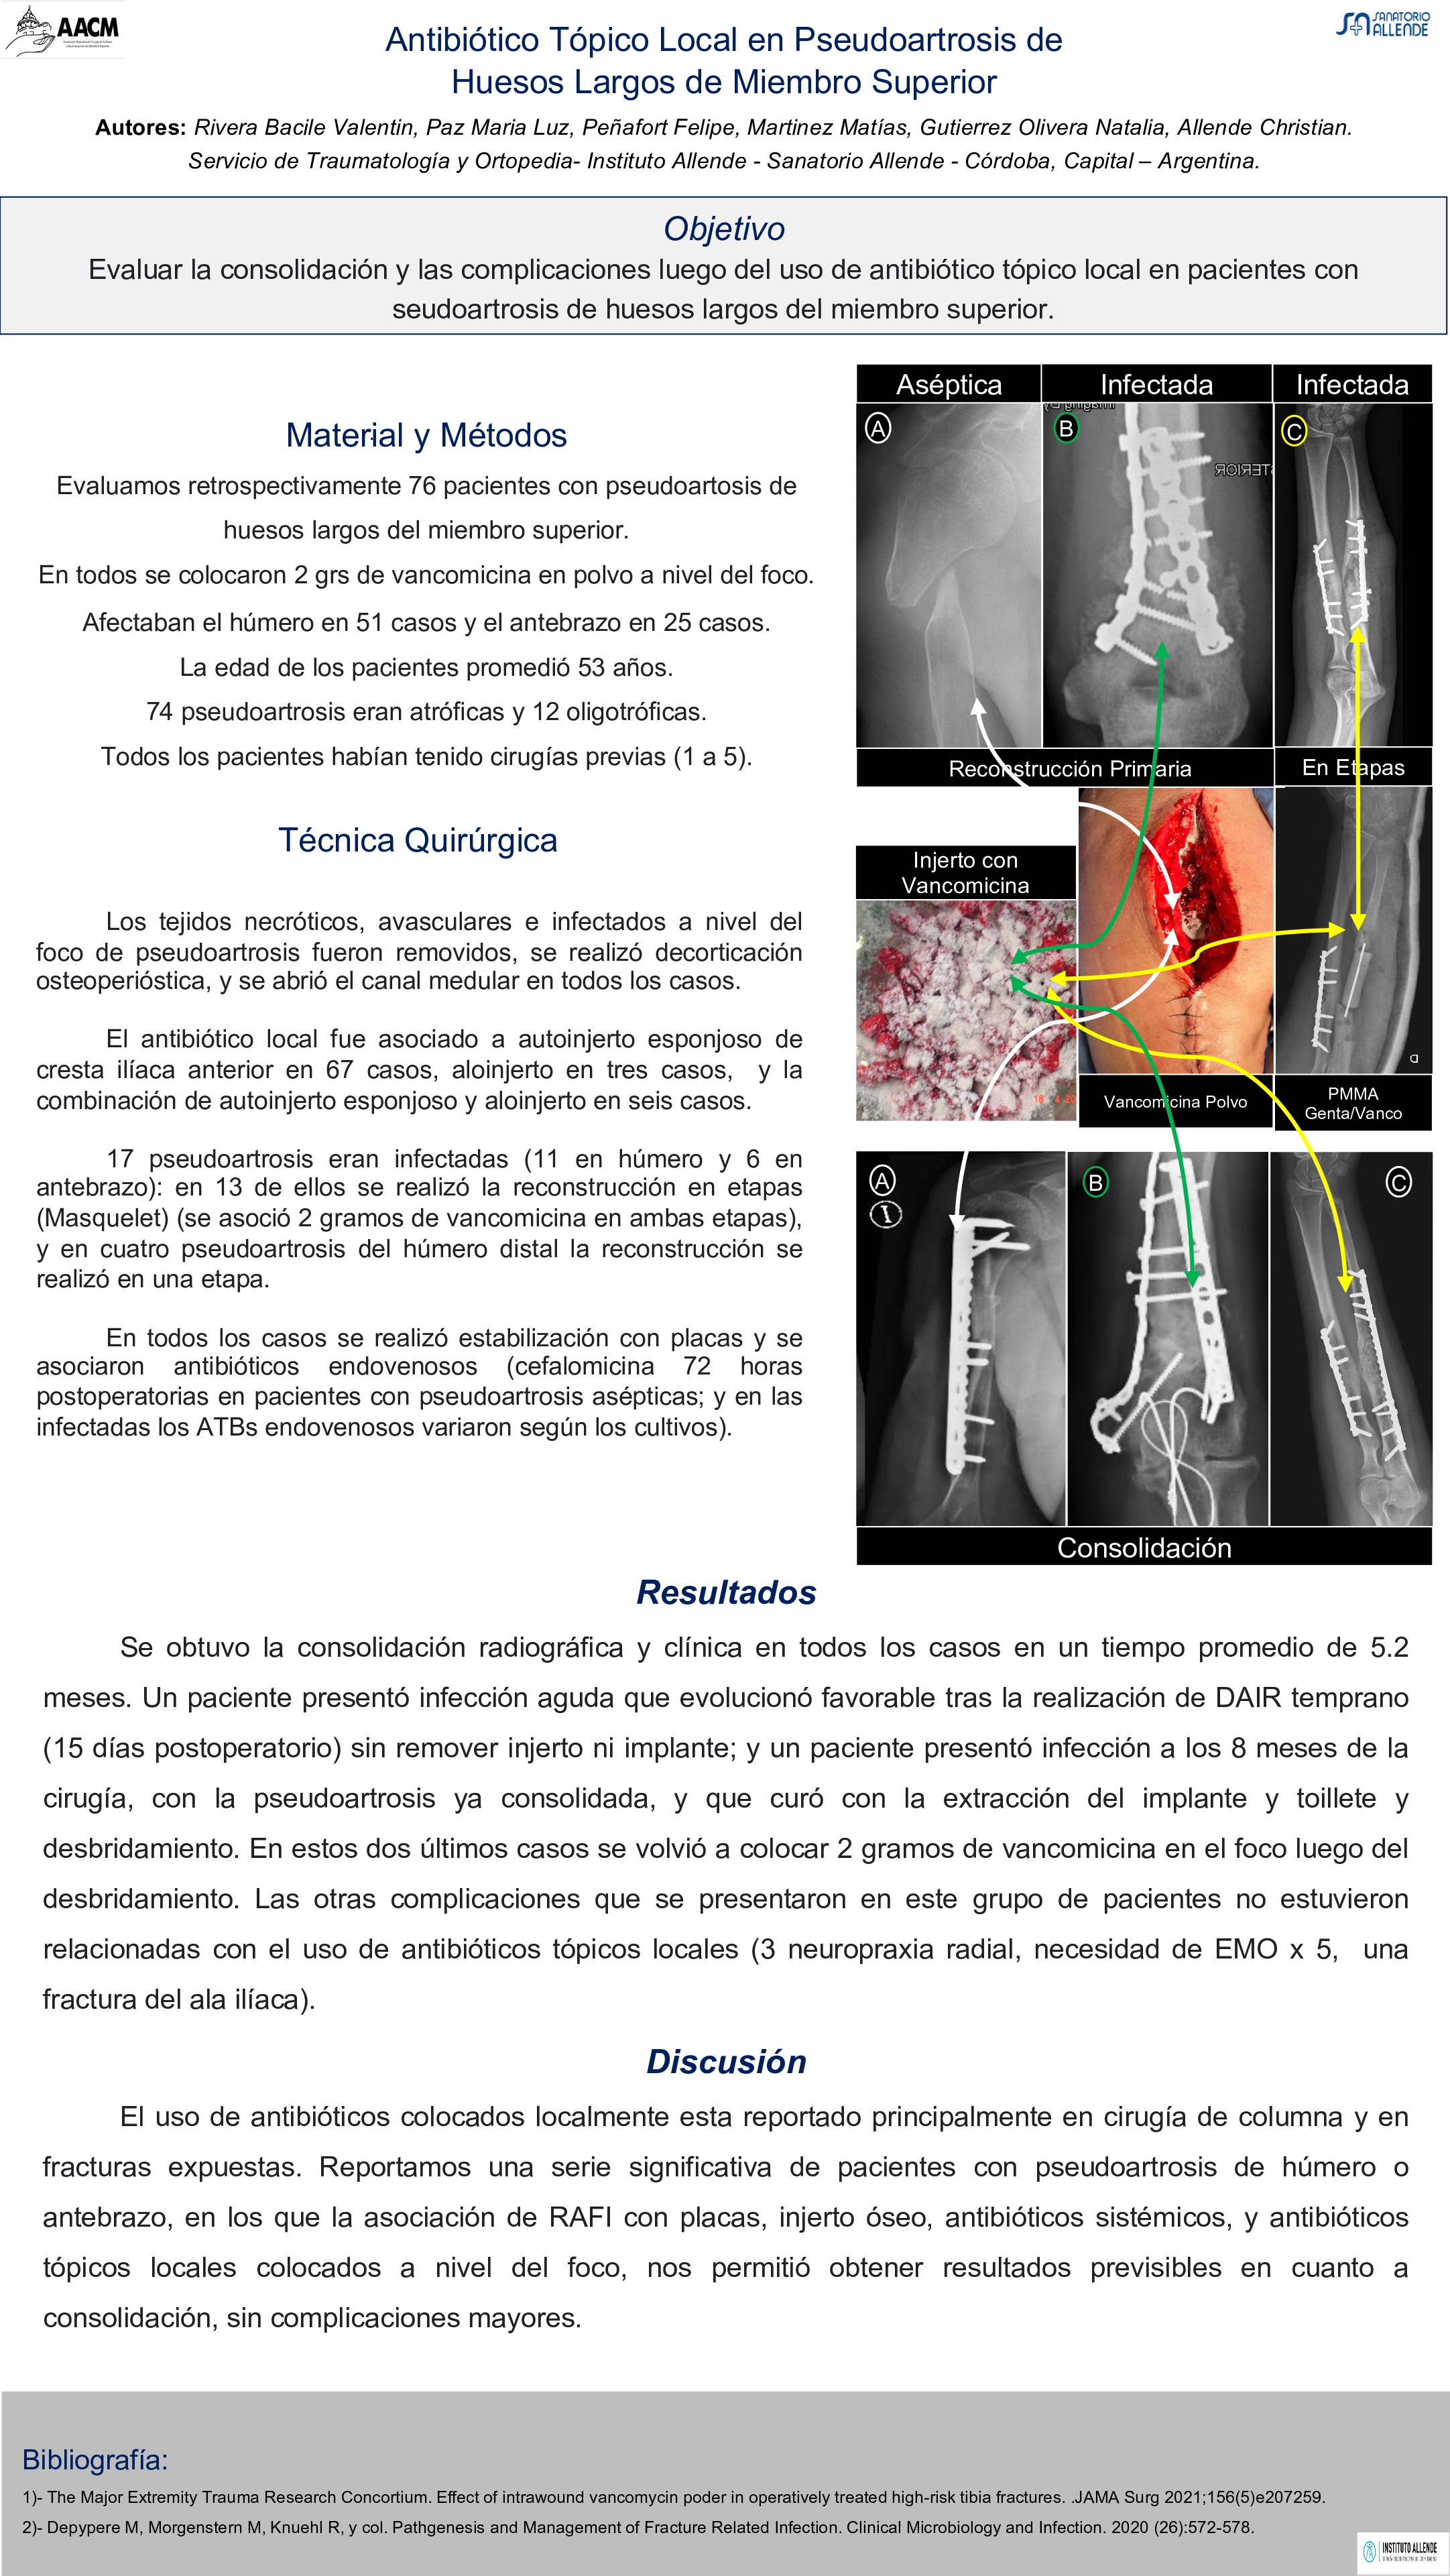 AACM
SANATORIO
ALLENDE
Antibiótico Tópico Local en Pseudoartrosis de
Huesos Largos de Miembro Superior
Autores: Rivera Bacile Valentin, Paz Maria Luz, Peñafort Felipe, Martinez Matías, Gutierrez Olivera Natalia, Allende Christian.
Servicio de Traumatología y Ortopedia- Instituto Allende - Sanatorio Allende - Córdoba, Capital – Argentina.
Objetivo
Evaluar la consolidación y las complicaciones luego del uso de antibiótico tópico local en pacientes con
seudoartrosis de huesos largos del miembro superior.
Material y Métodos
Evaluamos retrospectivamente 76 pacientes con pseudoartosis de
huesos largos del miembro superior.
En todos se colocaron 2 grs de vancomicina en polvo a nivel del foco.
Afectaban el húmero en 51 casos y el antebrazo en 25 casos.
La edad de los pacientes promedió 53 años.
74 pseudoartrosis eran atróficas y 12 oligotróficas.
Todos los pacientes habían tenido cirugías previas (1 a 5).
Técnica Quirúrgica
Los tejidos necróticos, avasculares e infectados a nivel del
foco de pseudoartrosis fueron removidos, se realizó decorticación
osteoperióstica, y se abrió el canal medular en todos los casos.
El antibiótico local fue asociado a autoinjerto esponjoso de
cresta ilíaca anterior en 67 casos, aloinjerto en tres casos, y la
combinación de autoinjerto esponjoso y aloinjerto en seis casos.
17 pseudoartrosis eran infectadas (11 en húmero y 6 en
antebrazo): en 13 de ellos se realizó la reconstrucción en etapas
(Masquelet) (se asoció 2 gramos de vancomicina en ambas etapas),
y en cuatro pseudoartrosis del húmero distal la reconstrucción se
realizó en una etapa.
En todos los casos se realizó estabilización con placas y se
asociaron antibióticos endovenosos (cefalomicina 72 horas
postoperatorias en pacientes con pseudoartrosis asépticas; y en las
infectadas los ATBs endovenosos variaron según los cultivos).
Aséptica
Infectada
Infectada
A
B
C
Reconstrucción Primaria
En Etapas
Injerto con
Vancomicina
18 4 20
Vancomicina Polvo
PMMA
Genta/Vanco
A
B
C
Consolidación
Resultados
Se obtuvo la consolidación radiográfica y clínica en todos los casos en un tiempo promedio de 5.2
meses. Un paciente presentó infección aguda que evolucionó favorable tras la realización de DAIR temprano
(15 días postoperatorio) sin remover injerto ni implante; y un paciente presentó infección a los 8 meses de la
cirugía, con la pseudoartrosis ya consolidada, y que curó con la extracción del implante y toillete y
desbridamiento. En estos dos últimos casos se volvió a colocar 2 gramos de vancomicina en el foco luego del
desbridamiento. Las otras complicaciones que se presentaron en este grupo de pacientes no estuvieron
relacionadas con el uso de antibióticos tópicos locales (3 neuropraxia radial, necesidad de EMO x 5, una
fractura del ala ilíaca).
Discusión
El uso de antibióticos colocados localmente esta reportado principalmente en cirugía de columna y en
fracturas expuestas. Reportamos una serie significativa de pacientes con pseudoartrosis de húmero o
antebrazo, en los que la asociación de RAFI con placas, injerto óseo, antibióticos sistémicos, y antibióticos
tópicos locales colocados a nivel del foco, nos permitió obtener resultados previsibles en cuanto a
consolidación, sin complicaciones mayores.
Bibliografía:
1)- The Major Extremity Trauma Research Concortium. Effect of intrawound vancomycin poder in operatively treated high-risk tibia fractures. .JAMA Surg 2021;156(5)e207259.
2)- Depypere M, Morgenstern M, Knuehl R, y col. Pathgenesis and Management of Fracture Related Infection. Clinical Microbiology and Infection. 2020 (26):572-578.
INSTITUTO ALLENDE